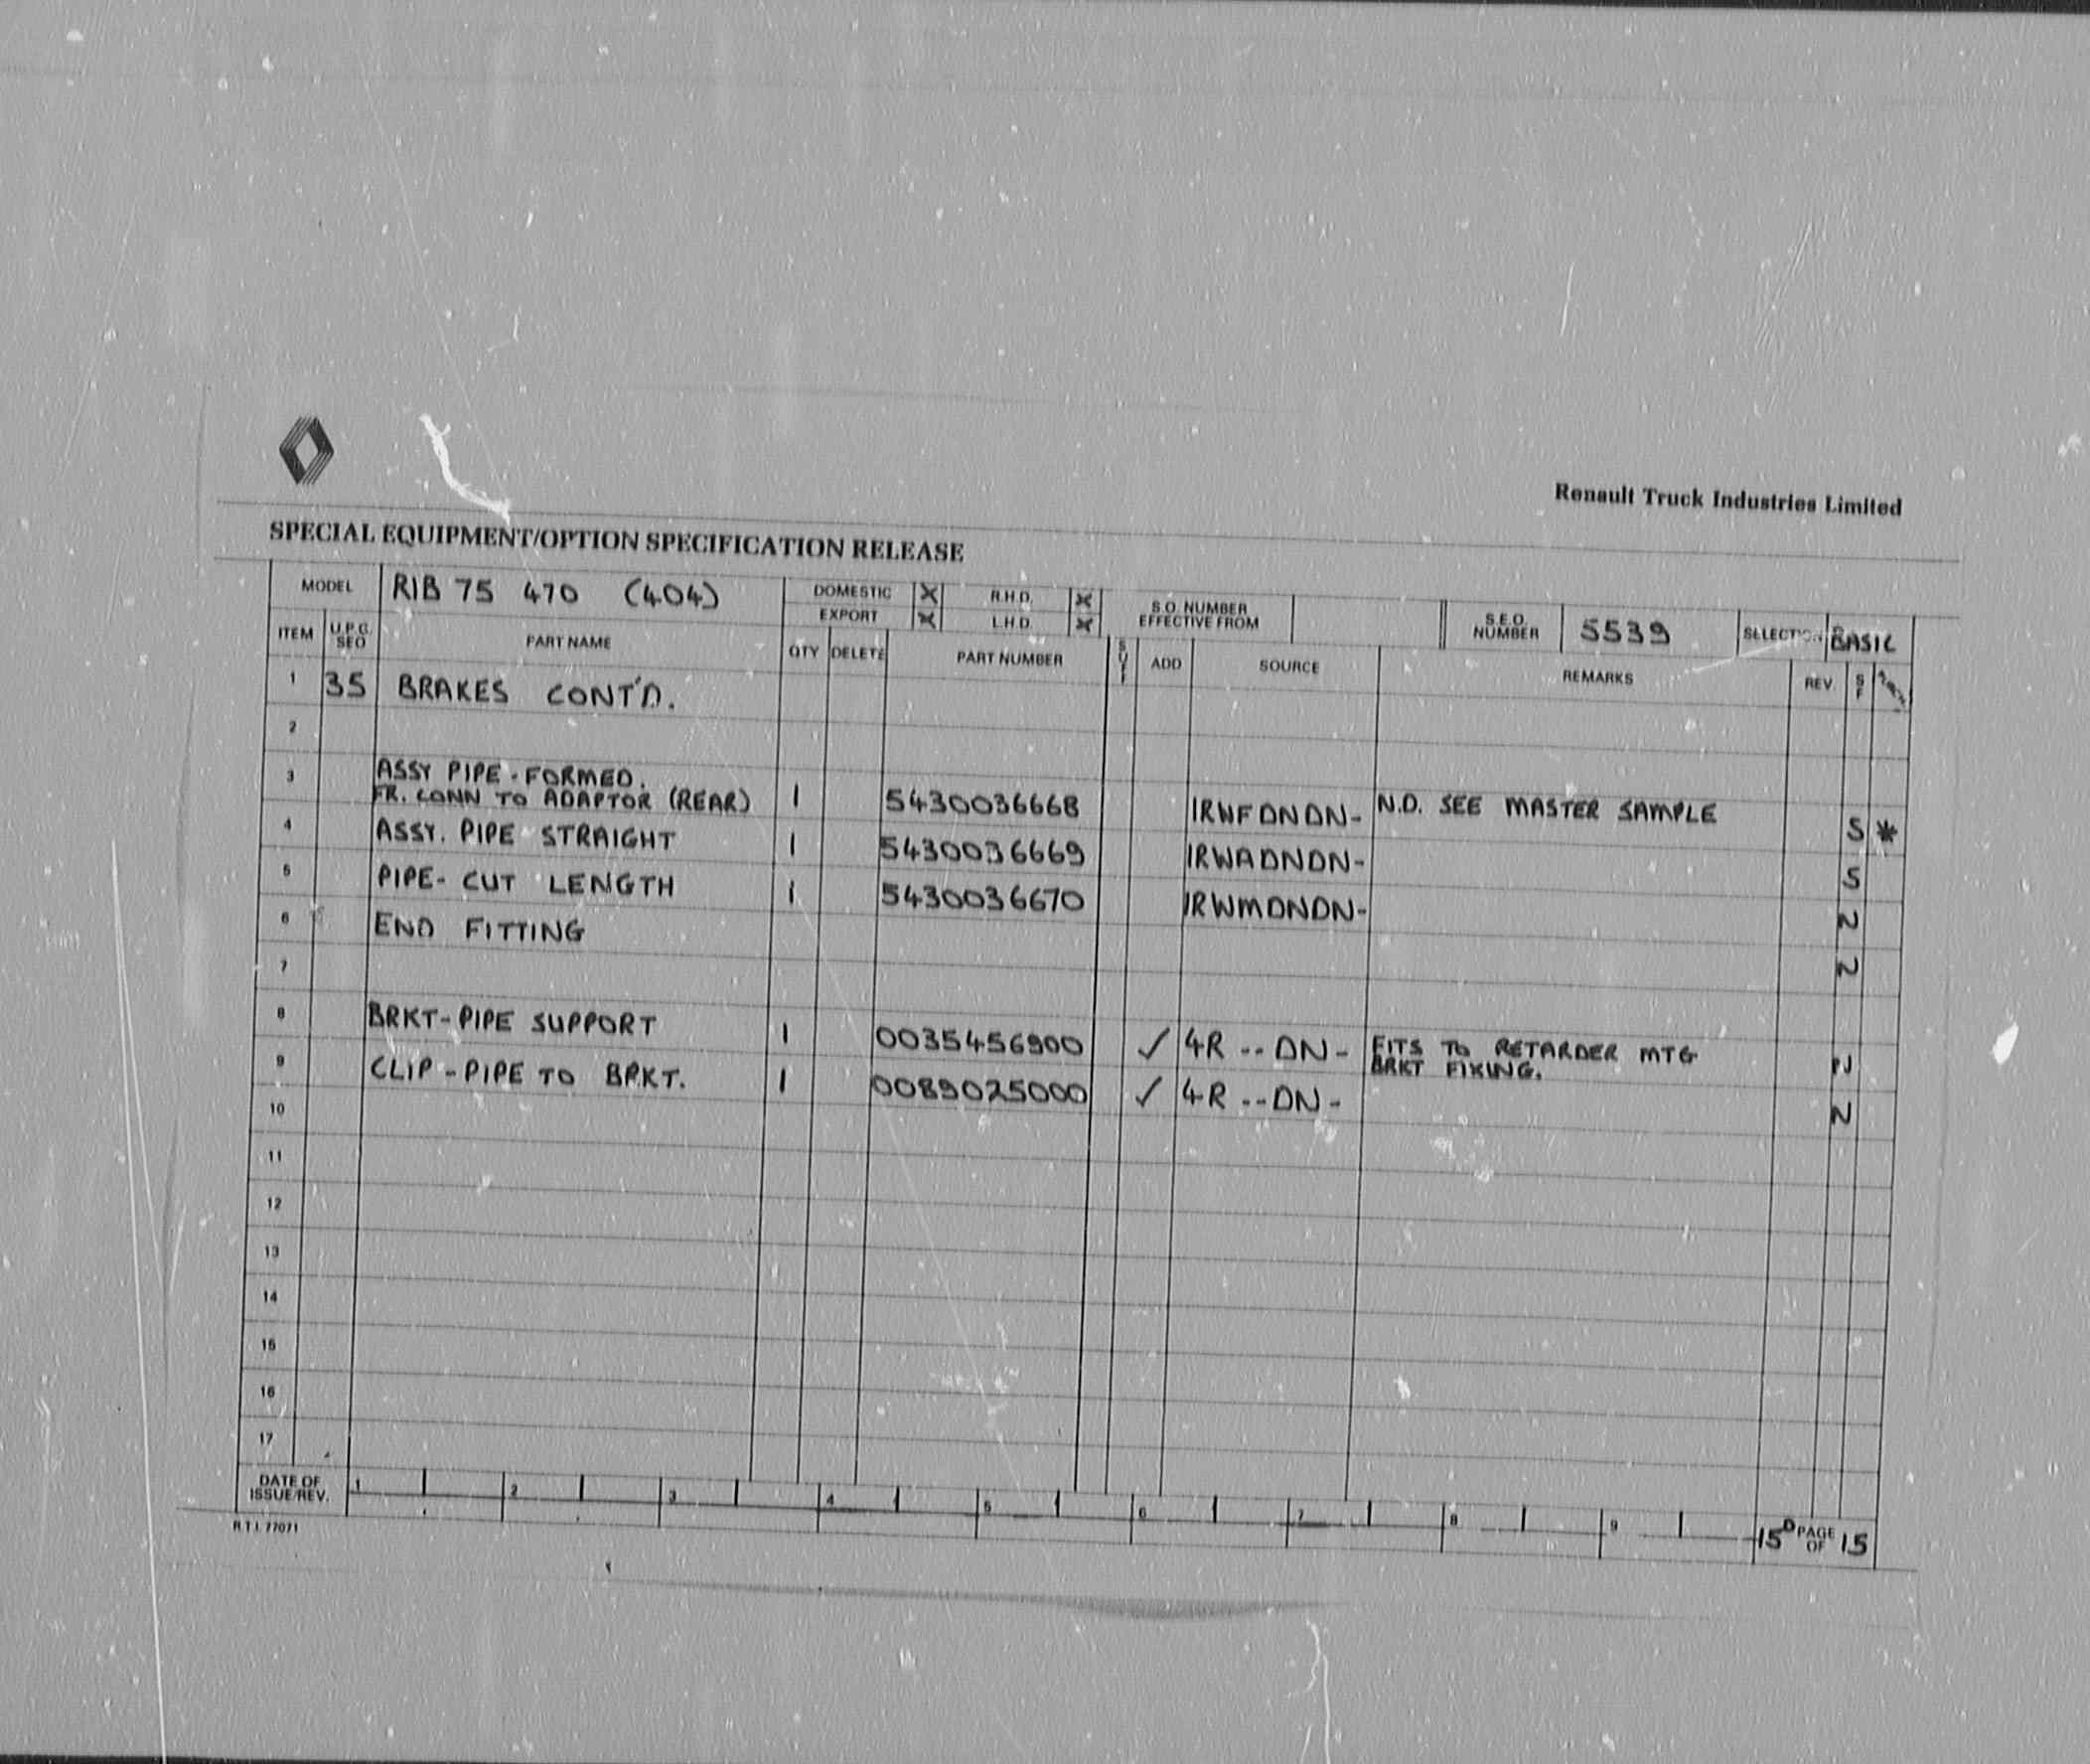 Renault Truck Industries Limited
SPECIAL EQUIPMENT/OPTION SPECIFICATION RELEASE
MODEL RIB 75 470 (404) DOMESTIC X R.H.D. X S.O. NUMBER EFFECTIVE FROM S.E.O. NUMBER 5539 SELECTION BASIC
EXPORT X L.H.D. X
ITEM U.P.G. SEO PART NAME QTY DELETE PART NUMBER SUFF ADD SOURCE REMARKS REV. SF
1 35 BRAKES CONT'D.
2
3 ASSY PIPE - FORMED.
FR. CONN TO ADAPTOR (REAR) 1 5430036668 IRWFDNDN- N.D. SEE MASTER SAMPLE S *
4 ASSY. PIPE STRAIGHT 1 5430036669 IRWADNDN- S
5 PIPE- CUT LENGTH 1 5430036670 IRWMDNDN- N
6 END FITTING N
7
8 BRKT-PIPE SUPPORT 1 0035456900 ✓ 4R -- DN - FITS TO RETARDER MTG
BRKT FIXING. N
9 CLIP - PIPE TO BRKT. 1 0089025000 ✓ 4R -- DN - N
10
11
12
13
14
15
16
17
DATE OF ISSUE/REV. 1 2 3 4 5 6 7 8 9 15D PAGE OF 15
R.T.I. 77071